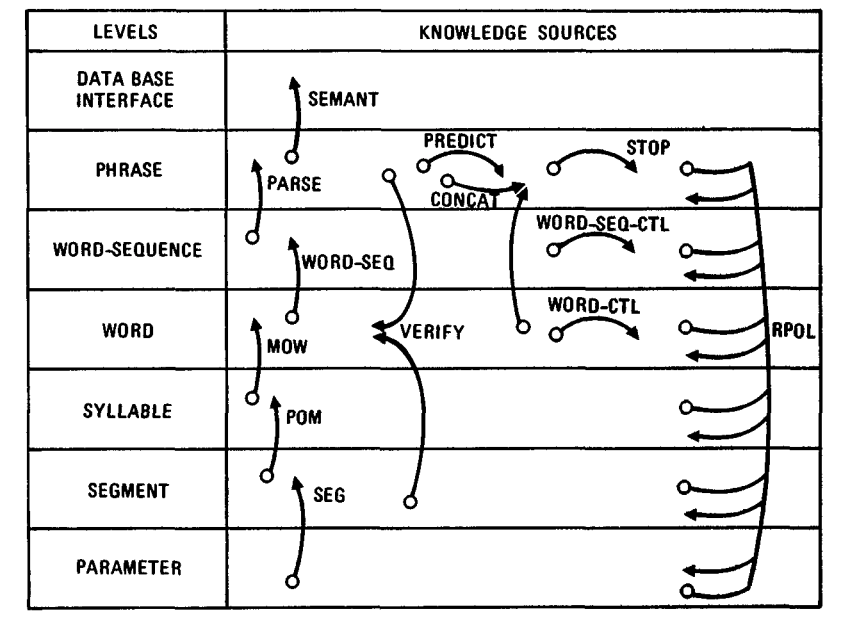 LEVELS
KNOWLEDGE SOURCES
DATA BASE
INTERFACE
SEMANT
PHRASE
PREDICT
STOP
PARSE
CONCAT
WORD-SEQUENCE
WORD-SEQ
WORD-SEQ-CTL
WORD
MOW
VERIFY
WORD-CTL
RPOL
SYLLABLE
POM
SEGMENT
SEG
PARAMETER